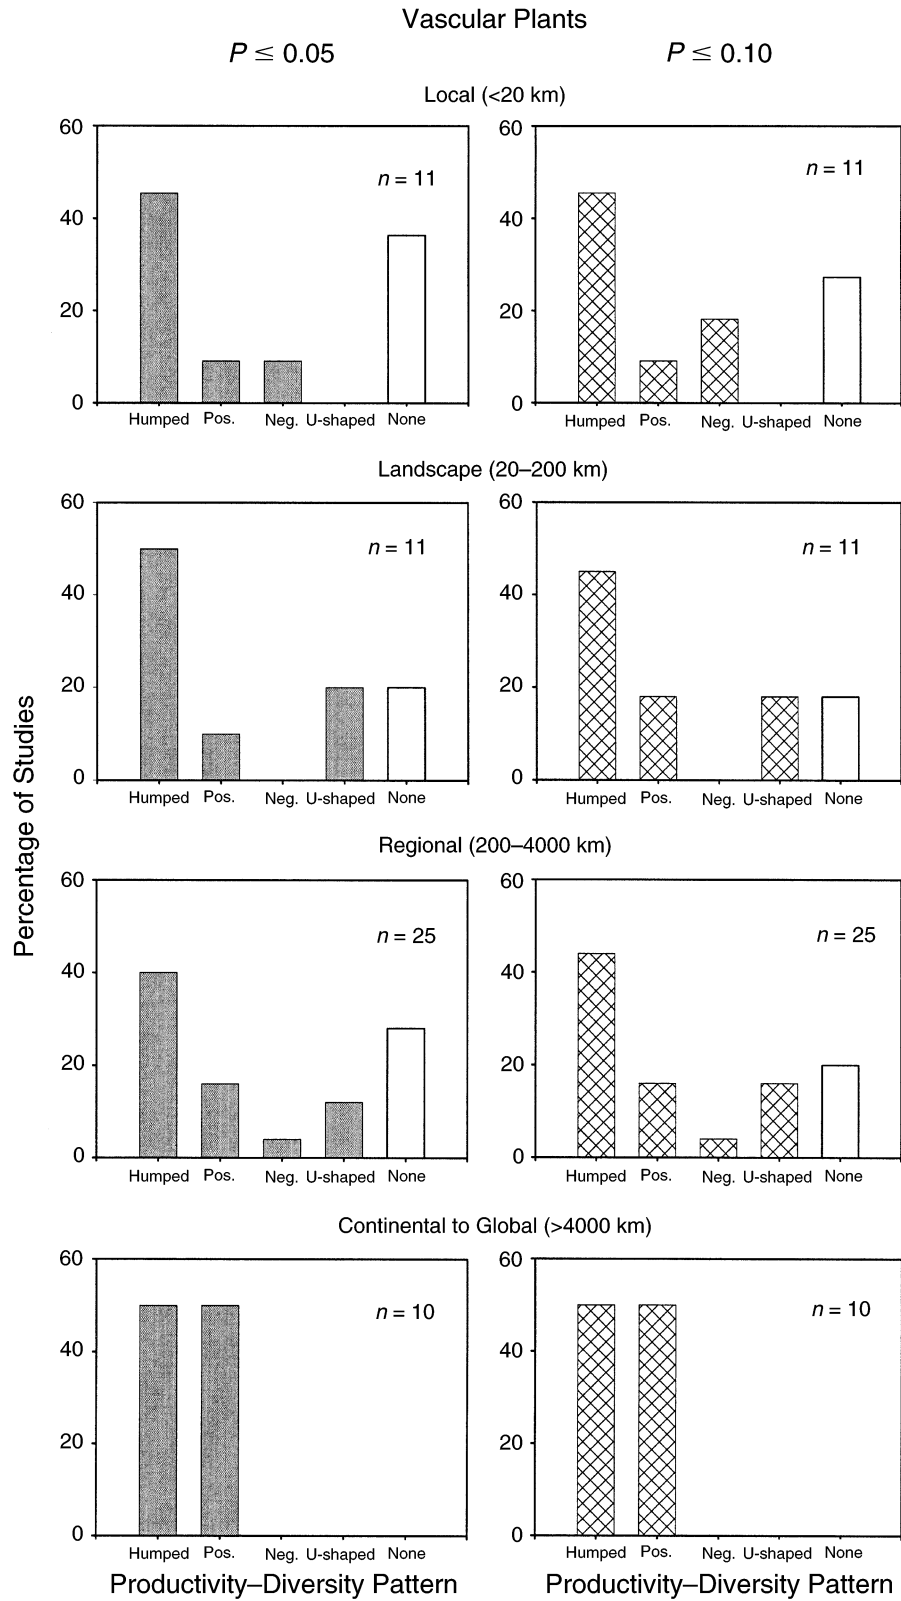 Vascular Plants
P ≤ 0.05
P ≤ 0.10
Local (<20 km)
60
40
20
0
n = 11
Humped Pos. Neg. U-shaped None
60
40
20
0
n = 11
Humped Pos. Neg. U-shaped None
Landscape (20–200 km)
60
40
20
0
n = 11
Humped Pos. Neg. U-shaped None
60
40
20
0
n = 11
Humped Pos. Neg. U-shaped None
Percentage of Studies
Regional (200–4000 km)
60
40
20
0
n = 25
Humped Pos. Neg. U-shaped None
60
40
20
0
n = 25
Humped Pos. Neg. U-shaped None
Continental to Global (>4000 km)
60
40
20
0
n = 10
Humped Pos. Neg. U-shaped None
60
40
20
0
n = 10
Humped Pos. Neg. U-shaped None
Productivity–Diversity Pattern
Productivity–Diversity Pattern